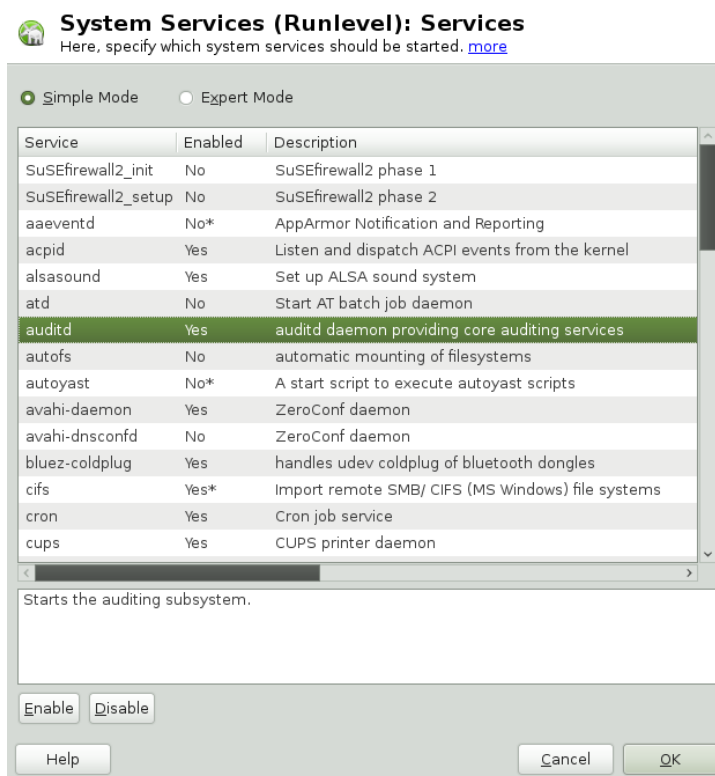 System Services (Runlevel): Services
Here, specify which system services should be started. more
Simple Mode Expert Mode
Service Enabled Description
SuSEfirewall2_init No SuSEfirewall2 phase 1
SuSEfirewall2_setup No SuSEfirewall2 phase 2
aaeventd No* AppArmor Notification and Reporting
acpid Yes Listen and dispatch ACPI events from the kernel
alsasound Yes Set up ALSA sound system
atd No Start AT batch job daemon
auditd Yes auditd daemon providing core auditing services
autofs No automatic mounting of filesystems
autoyast No* A start script to execute autoyast scripts
avahi-daemon Yes ZeroConf daemon
avahi-dnsconfd No ZeroConf daemon
bluez-coldplug Yes handles udev coldplug of bluetooth dongles
cifs Yes* Import remote SMB/ CIFS (MS Windows) file systems
cron Yes Cron job service
cups Yes CUPS printer daemon
Starts the auditing subsystem.
Enable Disable
Help Cancel OK